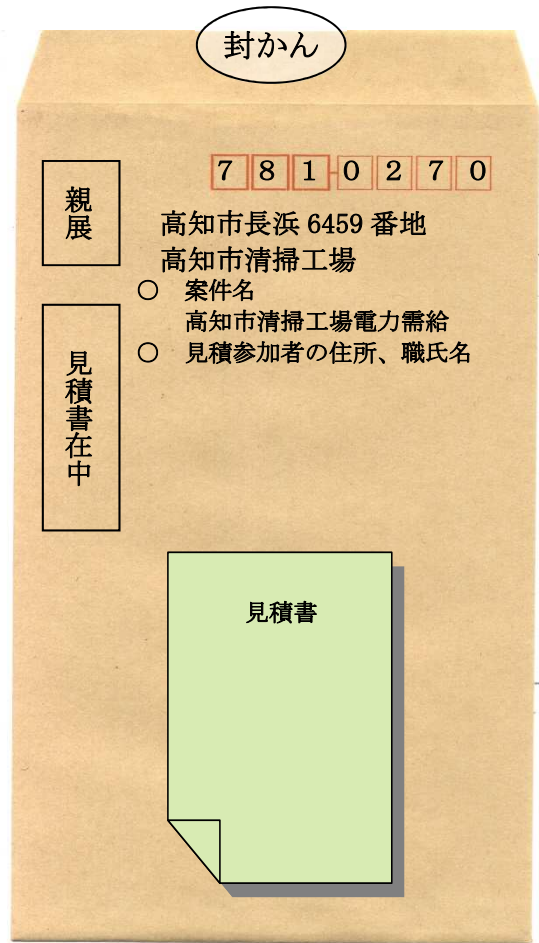 封かん
7810270
親展
高知市長浜 6459 番地
高知市清掃工場
○ 案件名
高知市清掃工場電力需給
○ 見積参加者の住所、職氏名
見積書在中
見積書